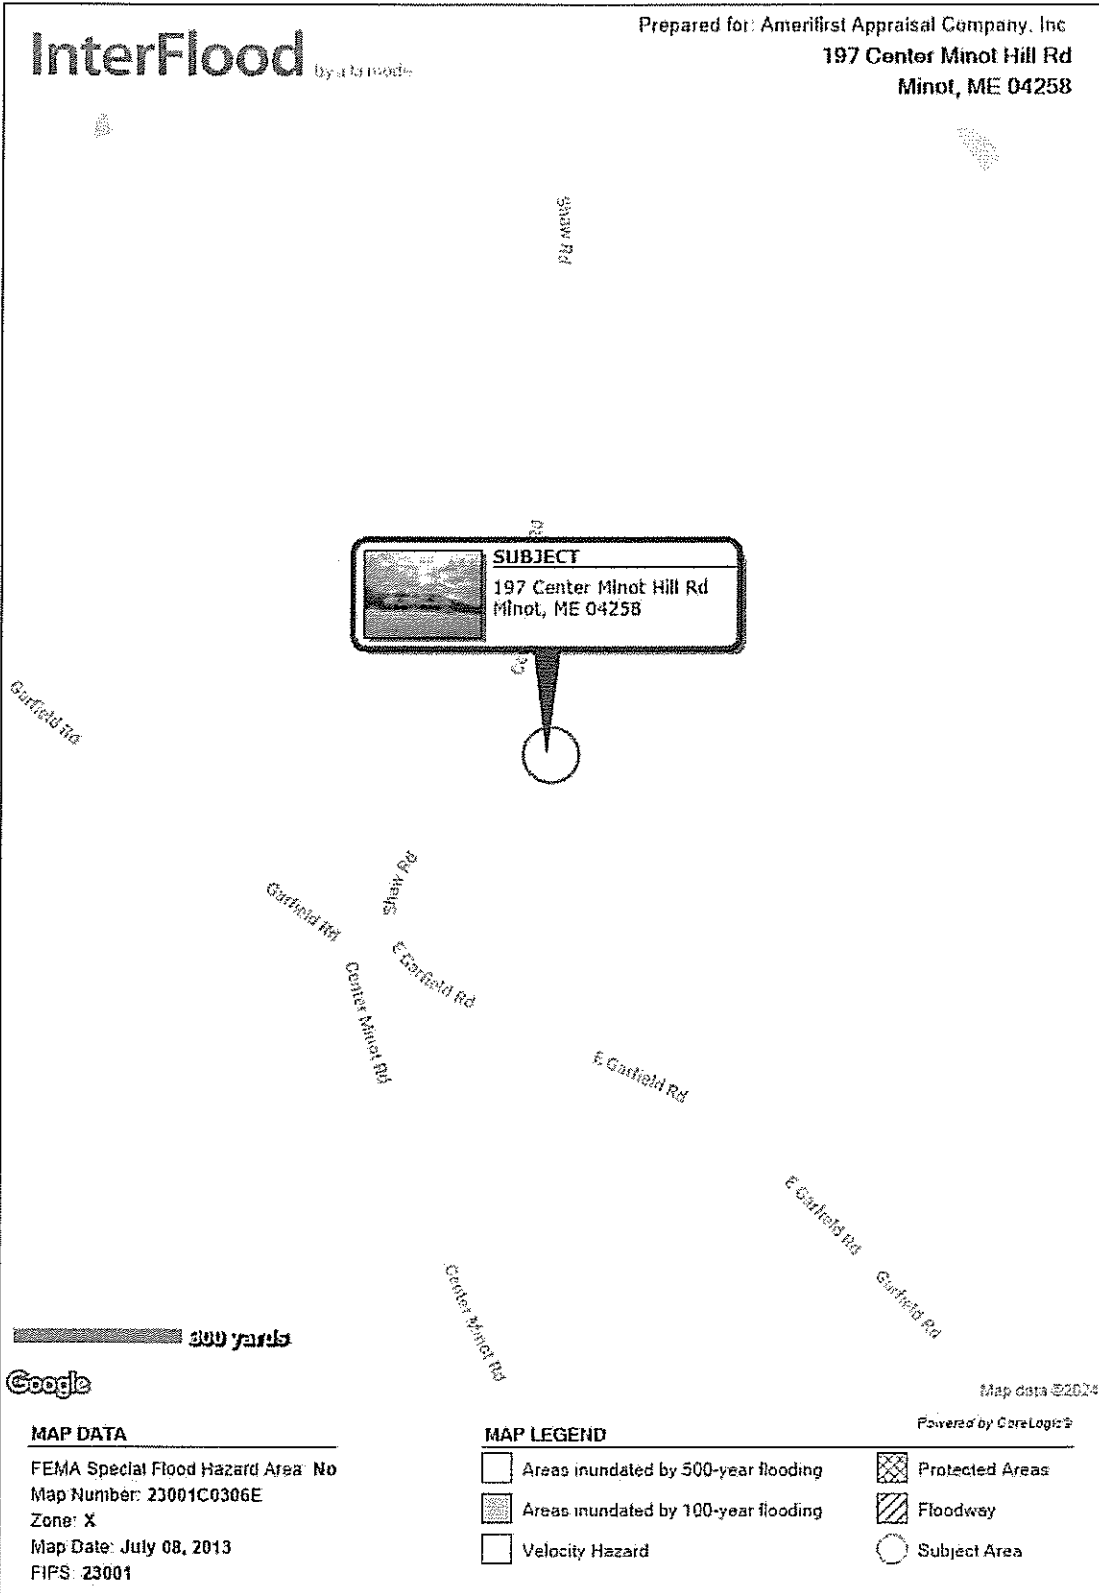 InterFlood by a la mode
Prepared for: Amerifirst Appraisal Company, Inc
197 Center Minot Hill Rd
Minot, ME 04258
Shaw Rd
Rd
SUBJECT
197 Center Minot Hill Rd
Minot, ME 04258
Garfield Rd
Shaw Rd
Garfield Rd
E Garfield Rd
Center Minot Rd
E Garfield Rd
E Garfield Rd
Garfield Rd
Center Minot Rd
300 yards
Google
Map data ©2024
Powered by CoreLogic®
MAP DATA
FEMA Special Flood Hazard Area: No
Map Number: 23001C0306E
Zone: X
Map Date: July 08, 2013
FIPS: 23001
MAP LEGEND
Areas inundated by 500-year flooding
Areas inundated by 100-year flooding
Velocity Hazard
Protected Areas
Floodway
Subject Area